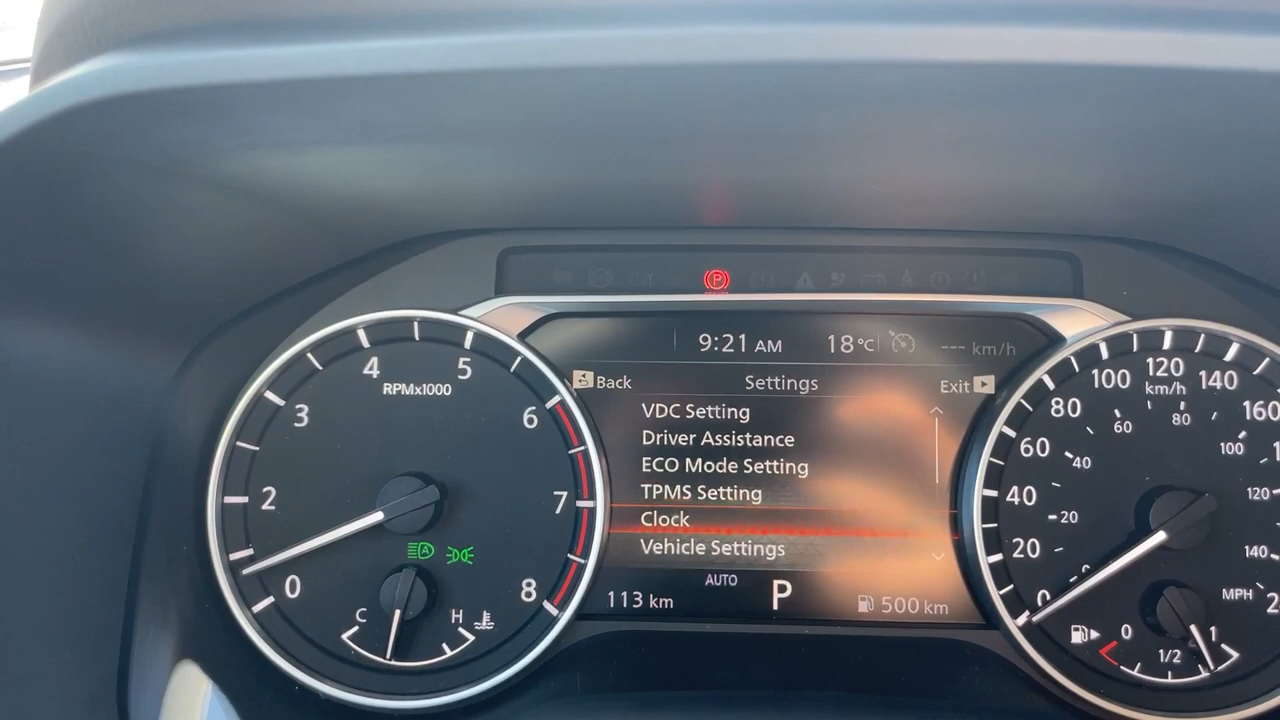 9:21 AM 18°C --- km/h
Back Settings Exit
VDC Setting
Driver Assistance
ECO Mode Setting
TPMS Setting
Clock
Vehicle Settings
AUTO
P
113 km
500 km
P
RPMx1000
0
2
3
4
5
6
7
8
A
C H
0 20 40 60 80 100 120 140 160
km/h
0 20 40 60 80 100 120 140
MPH
0 1/2 1